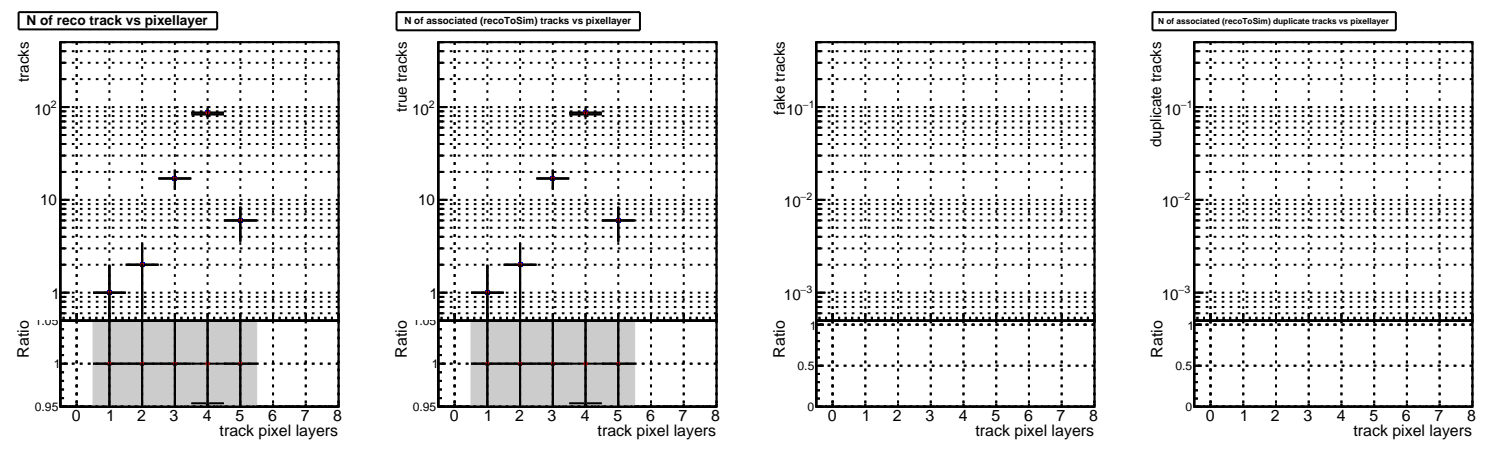 N of reco track vs pixellayer
tracks
10²
10
1
Ratio
1.05
1
0.95
0 1 2 3 4 5 6 7 8
track pixel layers
N of associated (recoToSim) tracks vs pixellayer
true tracks
10²
10
1
Ratio
1.05
1
0.95
0 1 2 3 4 5 6 7 8
track pixel layers
fake tracks
10⁻¹
10⁻²
10⁻³
Ratio
1
0.5
0
0 1 2 3 4 5 6 7 8
track pixel layers
N of associated (recoToSim) duplicate tracks vs pixellayer
duplicate tracks
10⁻¹
10⁻²
10⁻³
Ratio
1
0.5
0
0 1 2 3 4 5 6 7 8
track pixel layers